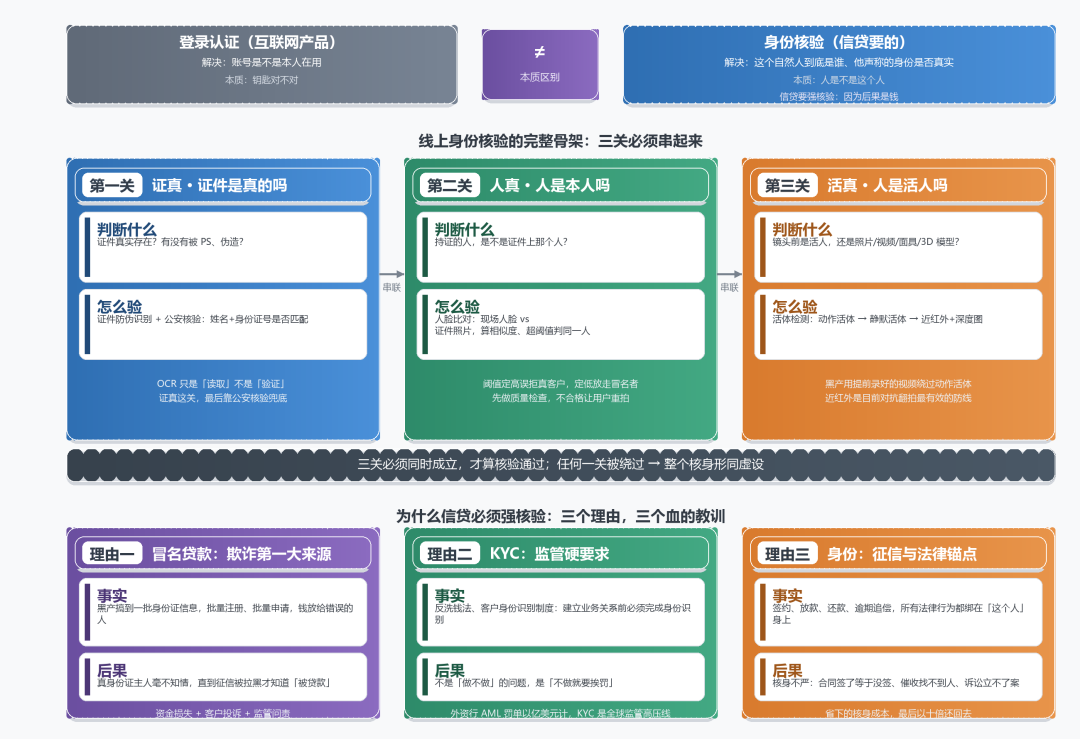 登录认证（互联网产品）
解决：账号是不是本人在用
本质：钥匙对不对
≠
本质区别
身份核验（信贷要的）
解决：这个自然人到底是谁、他声称的身份是否真实
本质：人是不是这个人
信贷要强核验：因为后果是钱
线上身份核验的完整骨架：三关必须串起来
第一关 证真·证件是真的吗
判断什么
证件真实存在？有没有被 PS、伪造？
怎么验
证件防伪识别 + 公安核验：姓名+身份证号是否匹配
OCR 只是「读取」不是「验证」
证真这关，最后靠公安核验兜底
串联
第二关 人真·人是本人吗
判断什么
持证的人，是不是证件上那个人？
怎么验
人脸比对：现场人脸 vs
证件照片，算相似度、超阈值判同一人
阈值定高误拒真客户，定低放走冒名者
先做质量检查，不合格让用户重拍
串联
第三关 活真·人是活人吗
判断什么
镜头前是活人，还是照片/视频/面具/3D 模型？
怎么验
活体检测：动作活体 → 静默活体 → 近红外+深度图
黑产用提前录好的视频绕过动作活体
近红外是目前对抗翻拍最有效的防线
三关必须同时成立，才算核验通过；任何一关被绕过 → 整个核身形同虚设
为什么信贷必须强核验：三个理由，三个血的教训
理由一 冒名贷款：欺诈第一大来源
事实
黑产搞到一批身份证信息，批量注册、批量申请，钱放给错误的
人
后果
真身份证主人毫不知情，直到征信被拉黑才知道「被贷款」
资金损失 + 客户投诉 + 监管问责
理由二 KYC：监管硬要求
事实
反洗钱法、客户身份识别制度：建立业务关系前必须完成身份识
别
后果
不是「做不做」的问题，是「不做就要挨罚」
外资行 AML 罚单以亿美元计，KYC 是全球监管高压线
理由三 身份：征信与法律锚点
事实
签约、放款、还款、逾期追偿，所有法律行为都绑在「这个人」
身上
后果
核身不严：合同签了等于没签、催收找不到人、诉讼立不了案
省下的核身成本，最后以十倍还回去